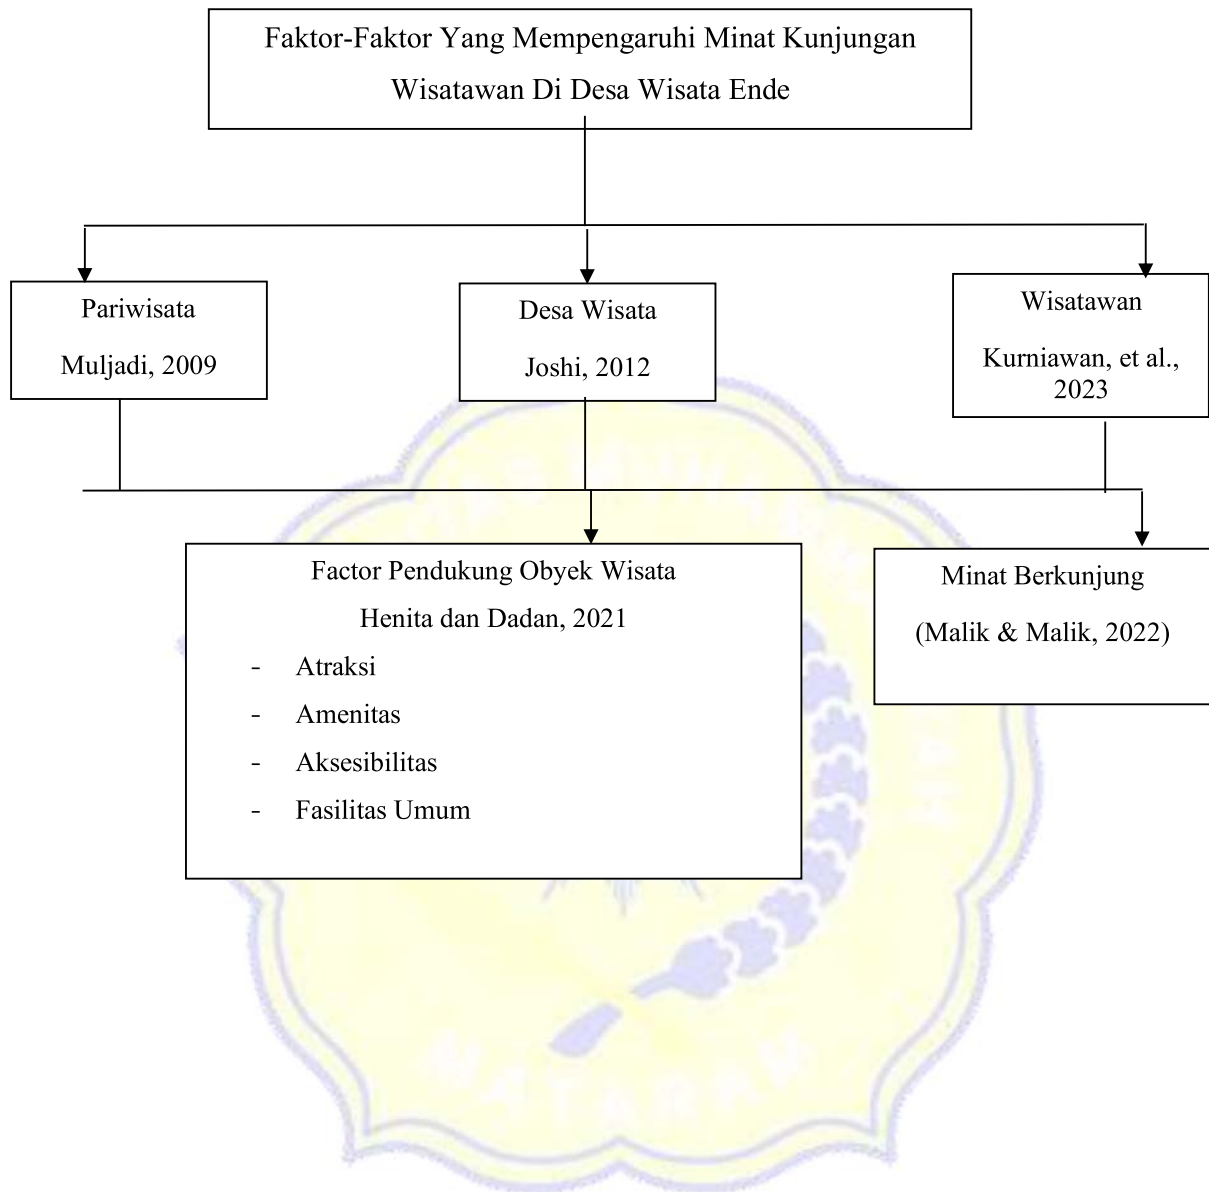 Faktor-Faktor Yang Mempengaruhi Minat Kunjungan
Wisatawan Di Desa Wisata Ende
Pariwisata
Muljadi, 2009
Desa Wisata
Joshi, 2012
Wisatawan
Kurniawan, et al.,
2023
Factor Pendukung Obyek Wisata
Henita dan Dadan, 2021
- Atraksi
- Amenitas
- Aksesibilitas
- Fasilitas Umum
Minat Berkunjung
(Malik & Malik, 2022)
MATARAM